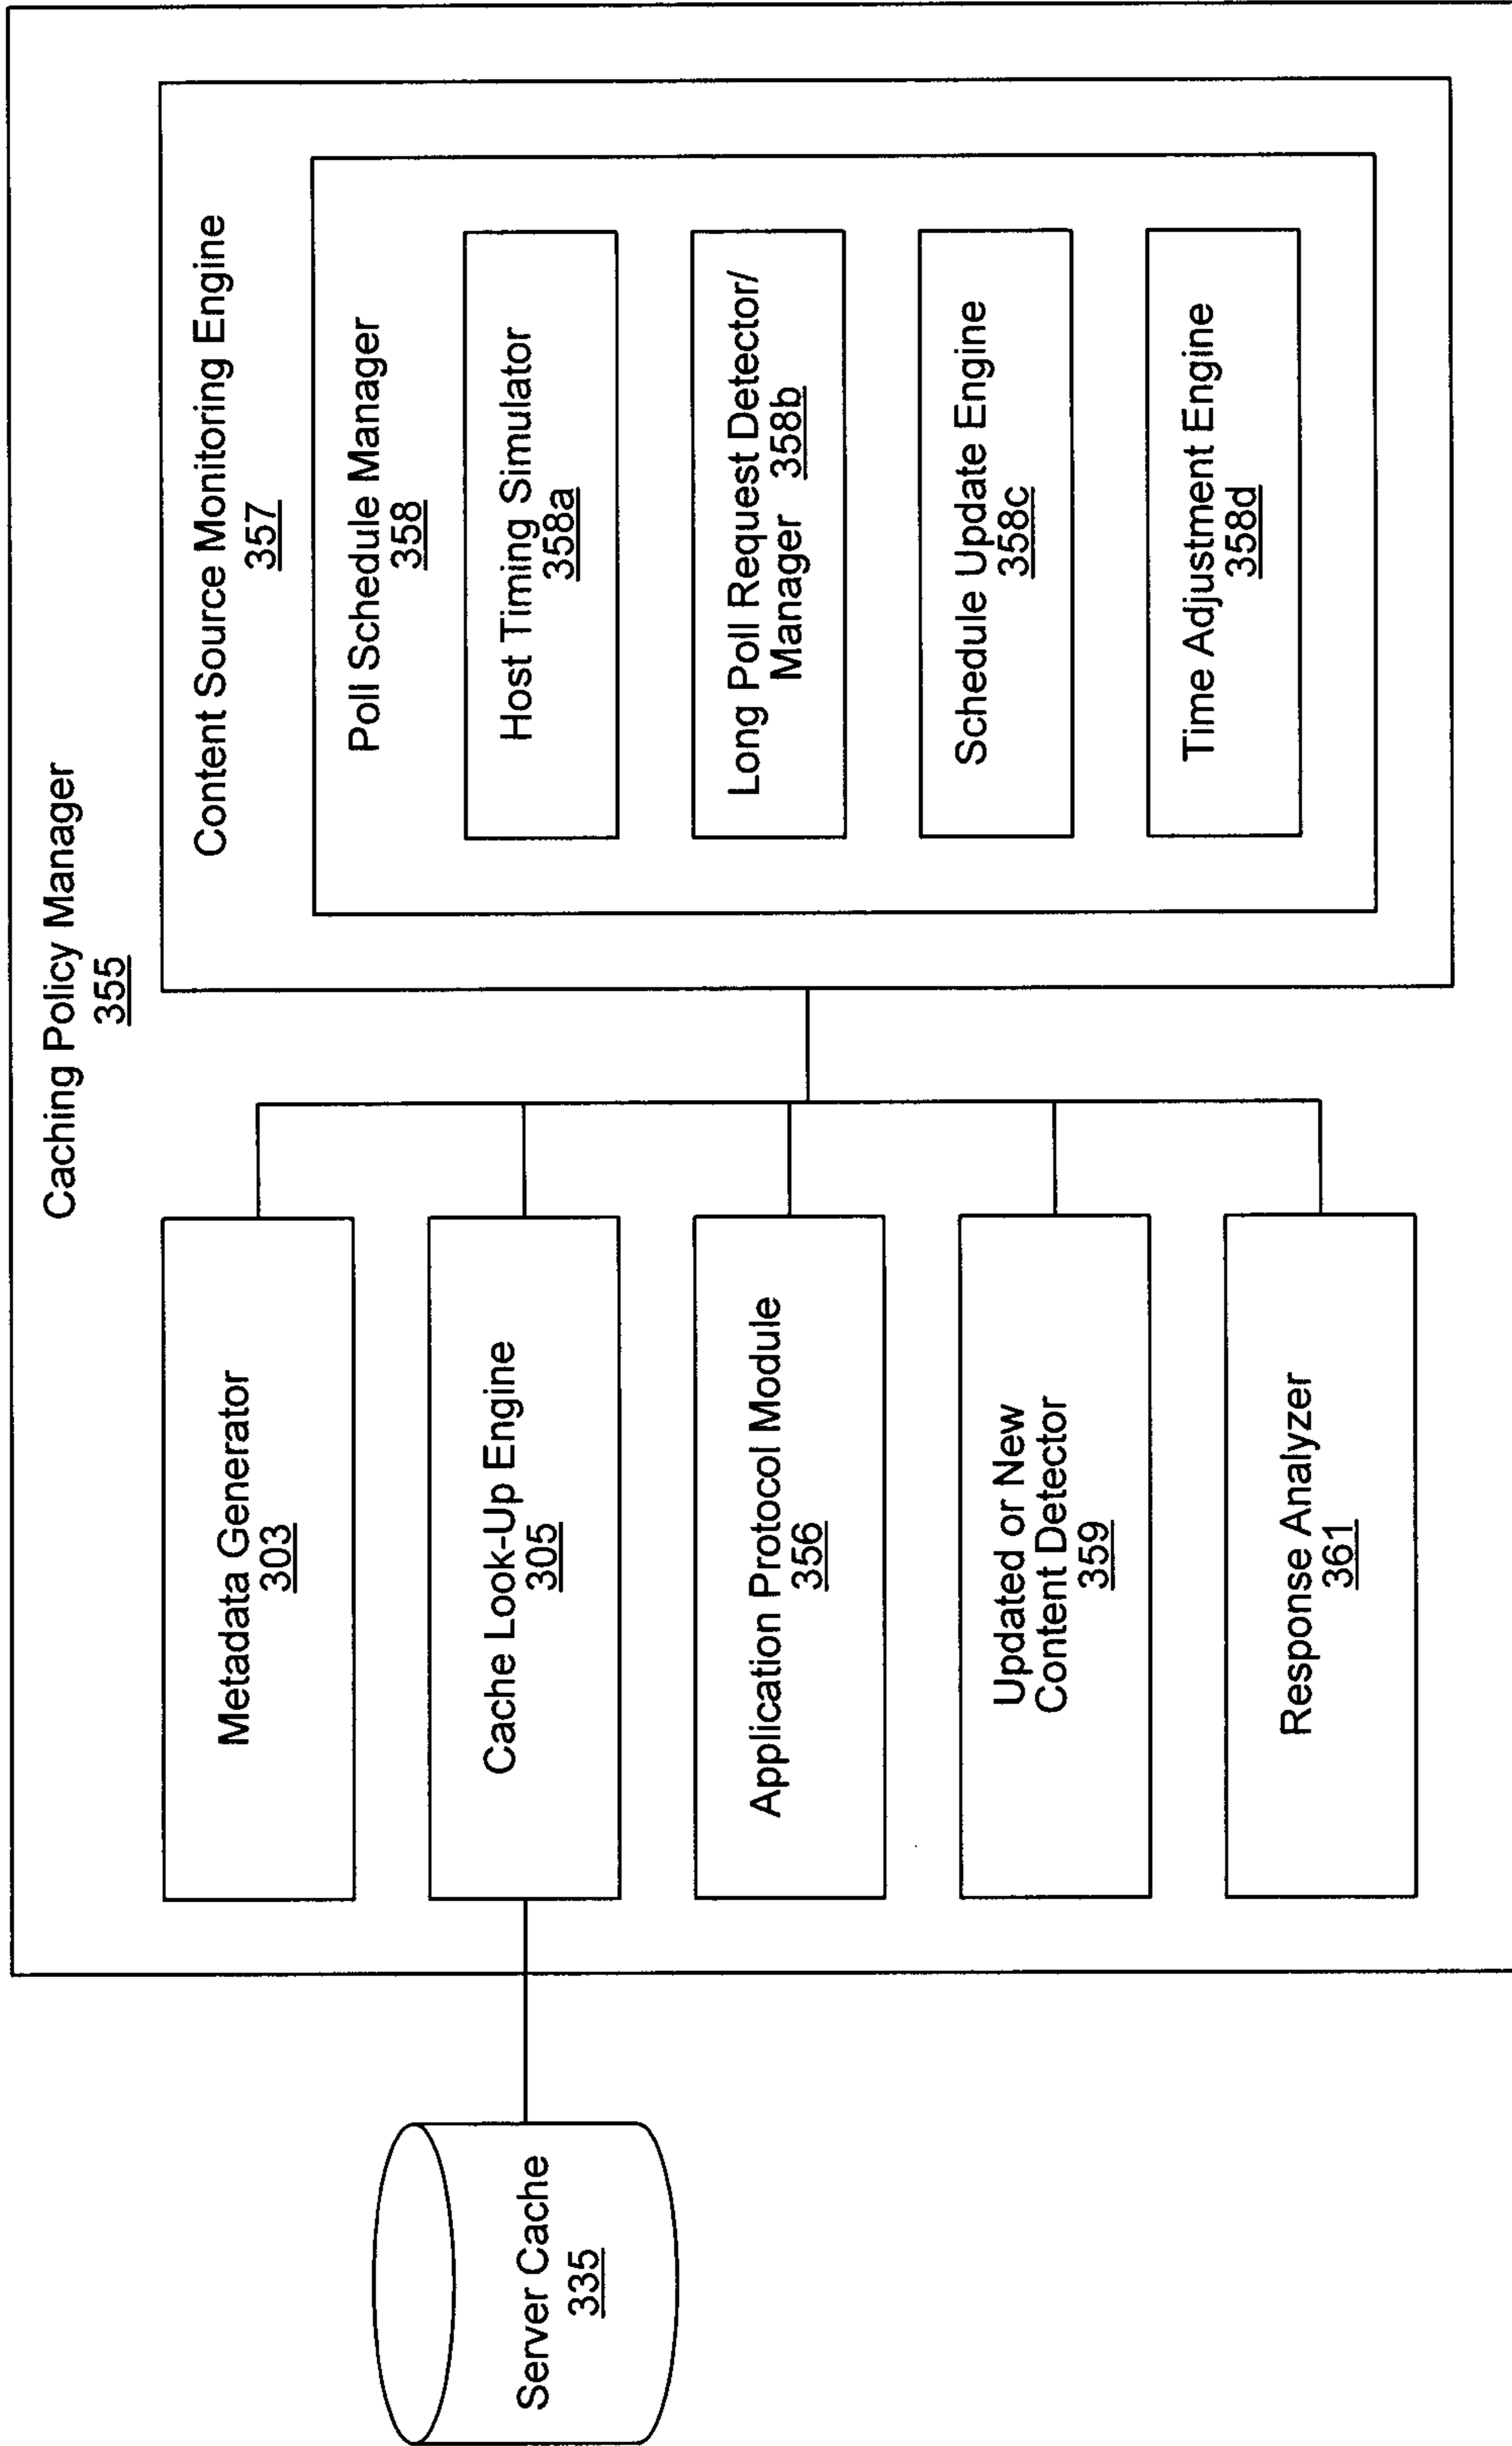 Caching Policy Manager
355
Server Cache
335
Metadata Generator
303
Cache Look-Up Engine
305
Application Protocol Module
356
Updated or New
Content Detector
359
Response Analyzer
361
Content Source Monitoring Engine
357
Poll Schedule Manager
358
Host Timing Simulator
358a
Long Poll Request Detector/
Manager 358b
Schedule Update Engine
358c
Time Adjustment Engine
358d